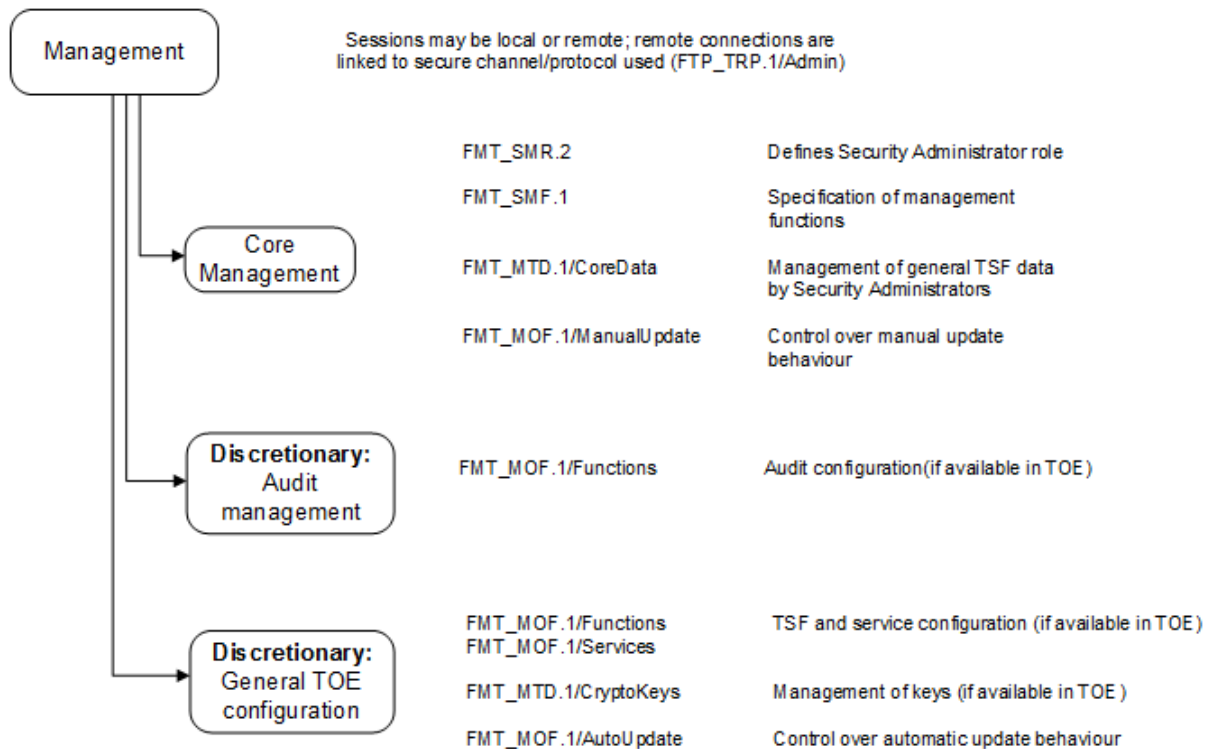 Management
Sessions may be local or remote; remote connections are
linked to secure channel/protocol used (FTP_TRP.1/Admin)
Core
Management
FMT_SMR.2 Defines Security Administrator role
FMT_SMF.1 Specification of management
functions
FMT_MTD.1/CoreData Management of general TSF data
by Security Administrators
FMT_MOF.1/ManualUpdate Control over manual update
behaviour
Discretionary:
Audit
management
FMT_MOF.1/Functions Audit configuration(if available in TOE)
Discretionary:
General TOE
configuration
FMT_MOF.1/Functions TSF and service configuration (if available in TOE)
FMT_MOF.1/Services
FMT_MTD.1/CryptoKeys Management of keys (if available in TOE)
FMT_MOF.1/AutoUpdate Control over automatic update behaviour